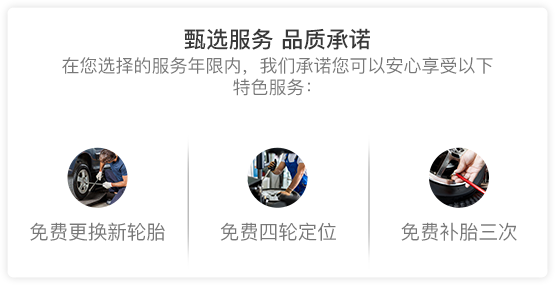 甄选服务 品质承诺
在您选择的服务年限内，我们承诺您可以安心享受以下
特色服务：
免费更换新轮胎
免费四轮定位
免费补胎三次